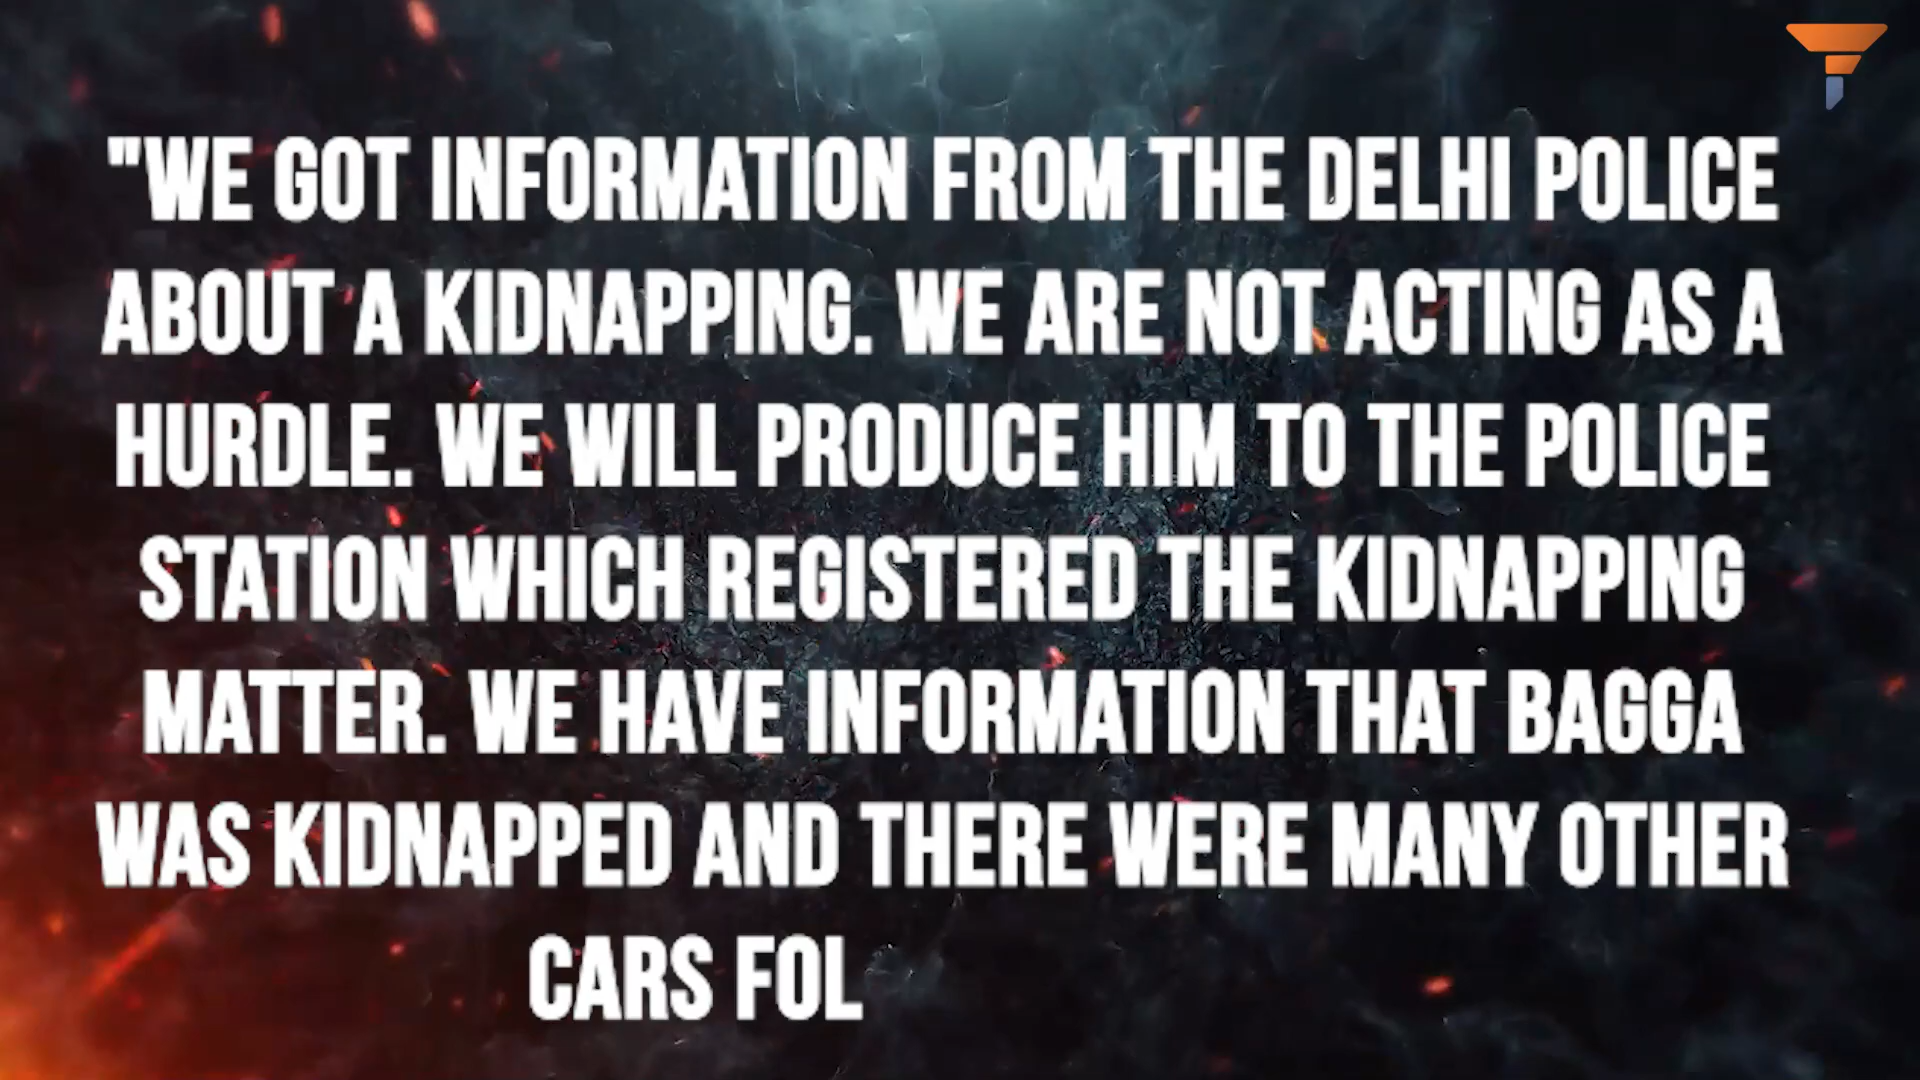 "WE GOT INFORMATION FROM THE DELHI POLICE
ABOUT A KIDNAPPING. WE ARE NOT ACTING AS A
HURDLE. WE WILL PRODUCE HIM TO THE POLICE
STATION WHICH REGISTERED THE KIDNAPPING
MATTER. WE HAVE INFORMATION THAT BAGGA
WAS KIDNAPPED AND THERE WERE MANY OTHER
CARS FOL